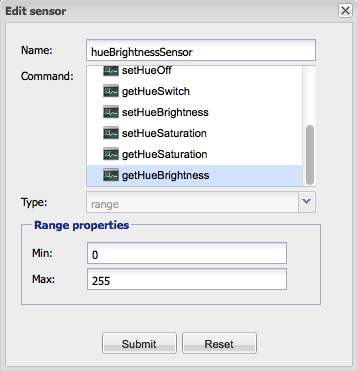 Edit sensor
Name: hueBrightnessSensor
Command: setHueOff
getHueSwitch
setHueBrightness
setHueSaturation
getHueSaturation
getHueBrightness
Type: range
Range properties
Min: 0
Max: 255
Submit Reset